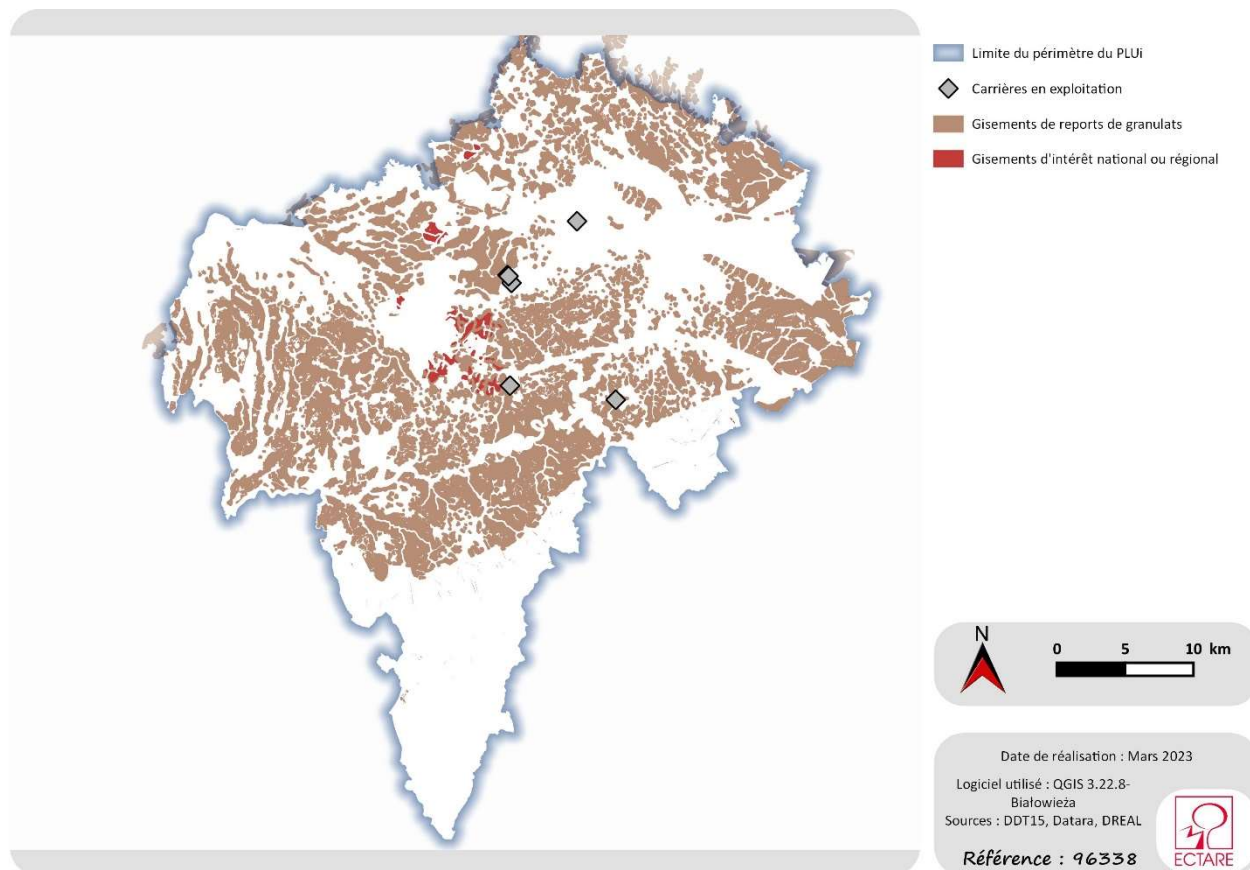 Limite du périmètre du PLUi
Carrières en exploitation
Gisements de reports de granulats
Gisements d'intérêt national ou régional
N
0 5 10 km
Date de réalisation : Mars 2023
Logiciel utilisé : QGIS 3.22.8-
Białowieża
Sources : DDT15, Datara, DREAL
Référence : 96338
ECTARE